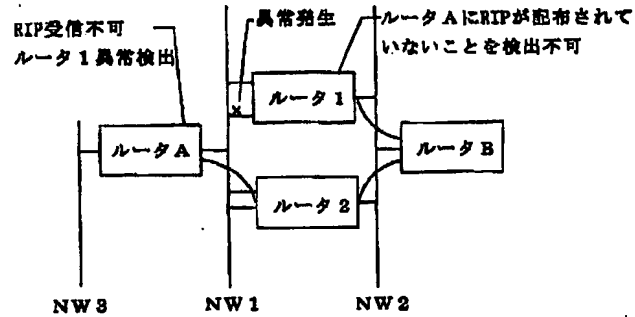 RIP受信不可
ルータ1異常検出
異常発生
ルータAにRIPが配布されて
いないことを検出不可
ルータ1
ルータA
ルータB
ルータ2
NW3
NW1
NW2